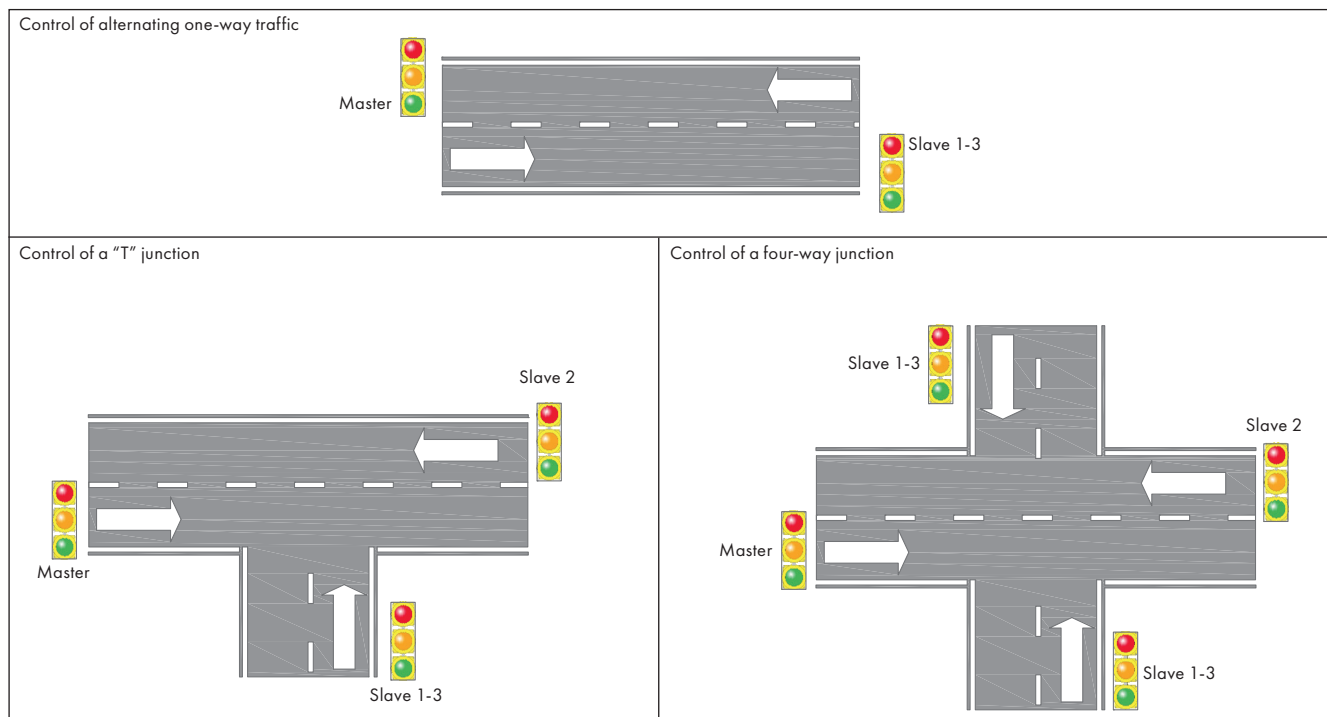 Control of alternating one-way traffic
Master
Slave 1-3
Control of a “T” junction
Slave 2
Master
Slave 1-3
Control of a four-way junction
Slave 1-3
Slave 2
Master
Slave 1-3